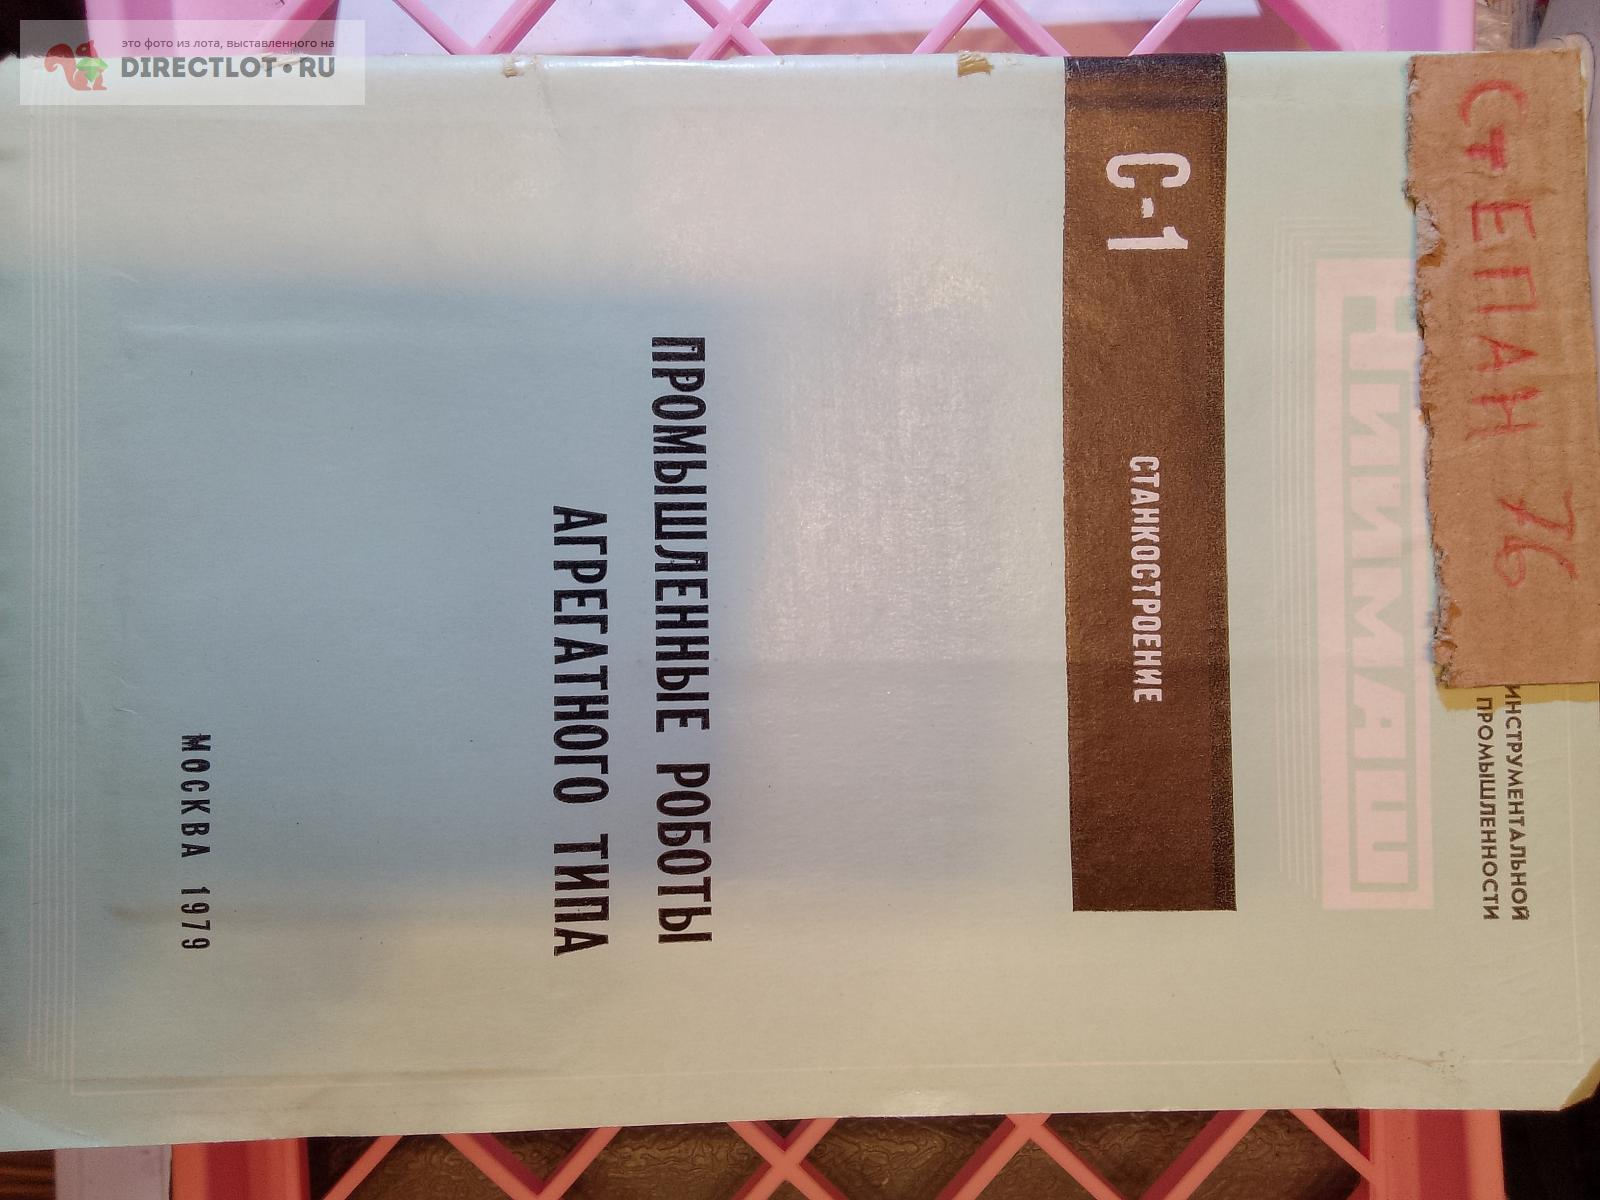 это фото из лота, выставленного на
DIRECTLOT.RU
СТЕПАН 76
ИНСТРУМЕНТАЛЬНОЙ
ПРОМЫШЛЕННОСТИ
НИИМАШ
С-1
СТАНКОСТРОЕНИЕ
ПРОМЫШЛЕННЫЕ РОБОТЫ
АГРЕГАТНОГО ТИПА
МОСКВА 1979